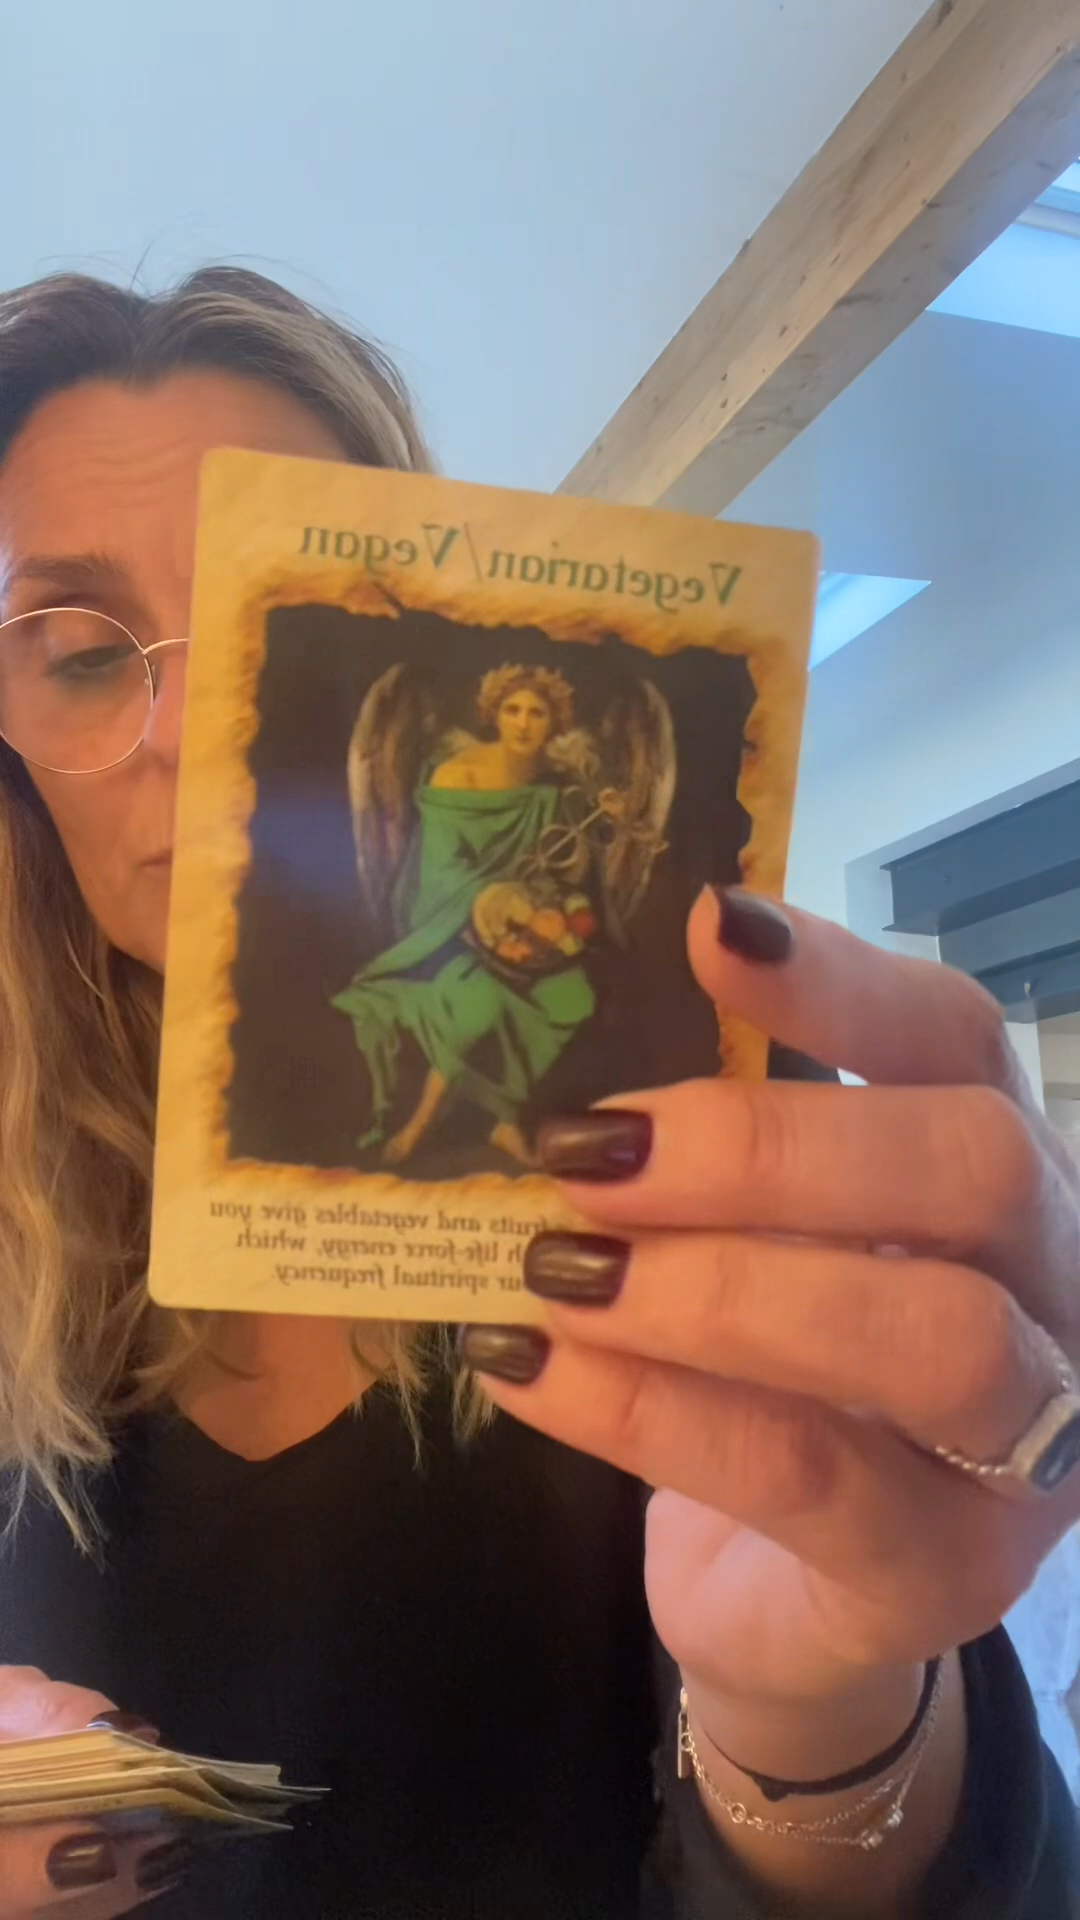 Vegetarian/Vegan
fruits and vegetables give you
life-force energy, which
spiritual frequency.